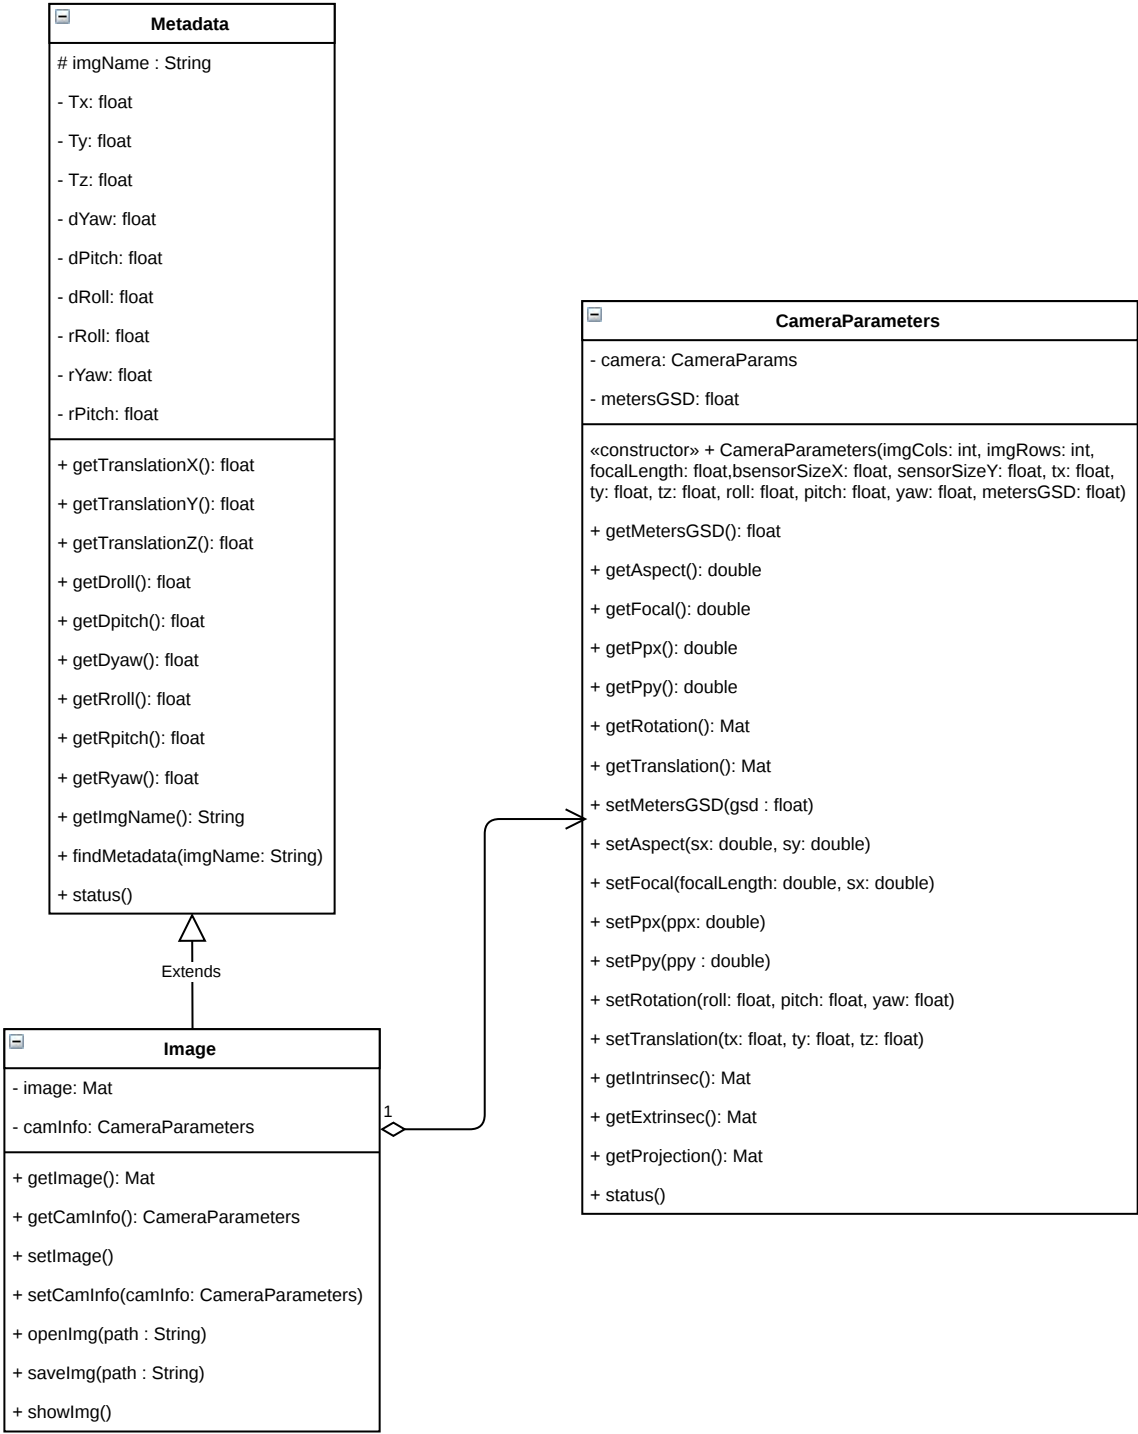 Metadata
# imgName : String
- Tx: float
- Ty: float
- Tz: float
- dYaw: float
- dPitch: float
- dRoll: float
- rRoll: float
- rYaw: float
- rPitch: float
+ getTranslationX(): float
+ getTranslationY(): float
+ getTranslationZ(): float
+ getDroll(): float
+ getDpitch(): float
+ getDyaw(): float
+ getRroll(): float
+ getRpitch(): float
+ getRyaw(): float
+ getImgName(): String
+ findMetadata(imgName: String)
+ status()
Extends
Image
- image: Mat
- camInfo: CameraParameters
1
+ getImage(): Mat
+ getCamInfo(): CameraParameters
+ setImage()
+ setCamInfo(camInfo: CameraParameters)
+ openImg(path : String)
+ saveImg(path : String)
+ showImg()
CameraParameters
- camera: CameraParams
- metersGSD: float
«constructor» + CameraParameters(imgCols: int, imgRows: int,
focalLength: float,bsensorSizeX: float, sensorSizeY: float, tx: float,
ty: float, tz: float, roll: float, pitch: float, yaw: float, metersGSD: float)
+ getMetersGSD(): float
+ getAspect(): double
+ getFocal(): double
+ getPpx(): double
+ getPpy(): double
+ getRotation(): Mat
+ getTranslation(): Mat
+ setMetersGSD(gsd : float)
+ setAspect(sx: double, sy: double)
+ setFocal(focalLength: double, sx: double)
+ setPpx(ppx: double)
+ setPpy(ppy : double)
+ setRotation(roll: float, pitch: float, yaw: float)
+ setTranslation(tx: float, ty: float, tz: float)
+ getIntrinsec(): Mat
+ getExtrinsec(): Mat
+ getProjection(): Mat
+ status()